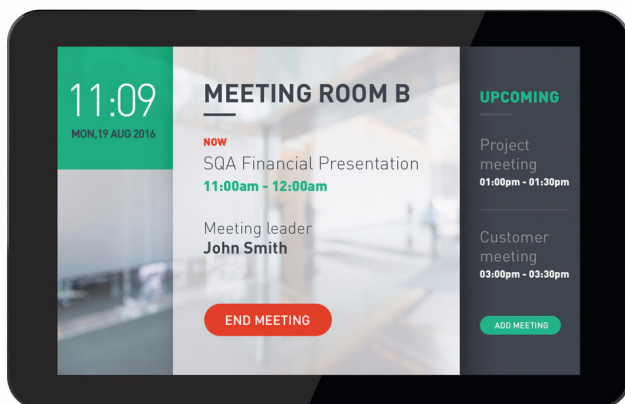 11:09
MON,19 AUG 2016
MEETING ROOM B
NOW
SQA Financial Presentation
11:00am - 12:00am
Meeting leader
John Smith
END MEETING
UPCOMING
Project
meeting
01:00pm - 01:30pm
Customer
meeting
03:00pm - 03:30pm
ADD MEETING